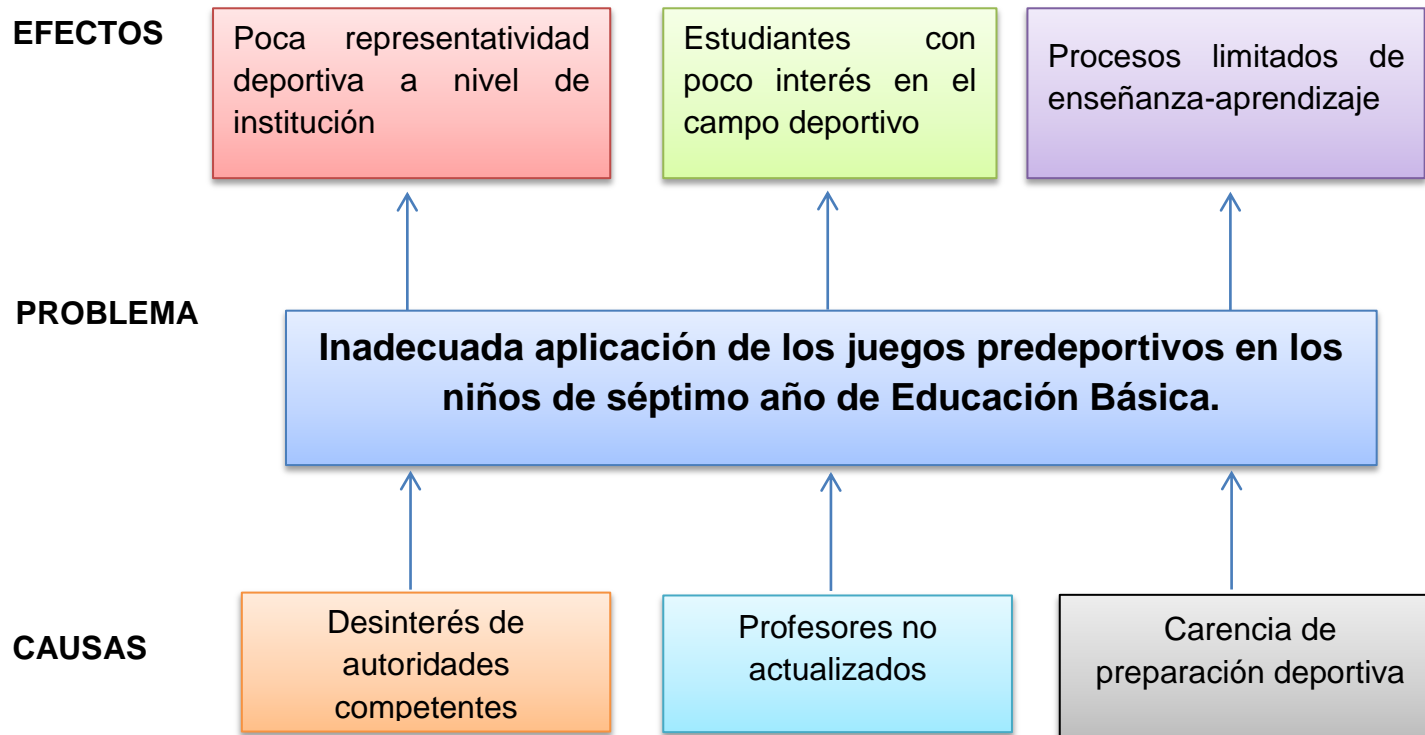 EFECTOS
Poca representatividad
deportiva a nivel de
institución
Estudiantes con
poco interés en el
campo deportivo
Procesos limitados de
enseñanza-aprendizaje
PROBLEMA
Inadecuada aplicación de los juegos predeportivos en los
niños de séptimo año de Educación Básica.
CAUSAS
Desinterés de
autoridades
competentes
Profesores no
actualizados
Carencia de
preparación deportiva